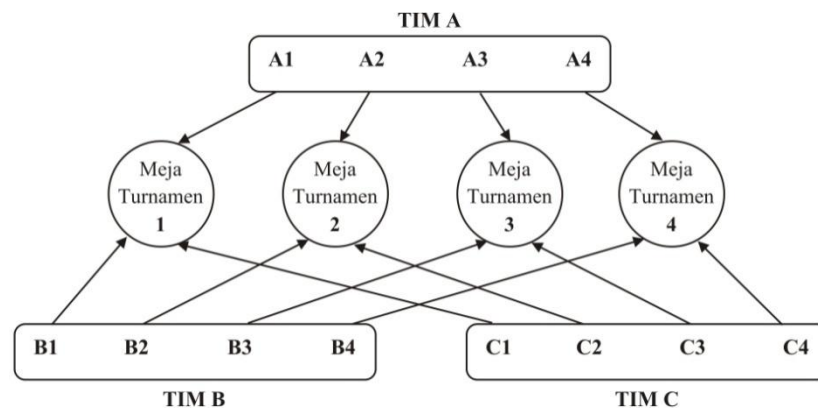 TIM A
A1 A2 A3 A4
Meja Turnamen 1
Meja Turnamen 2
Meja Turnamen 3
Meja Turnamen 4
B1 B2 B3 B4
C1 C2 C3 C4
TIM B
TIM C